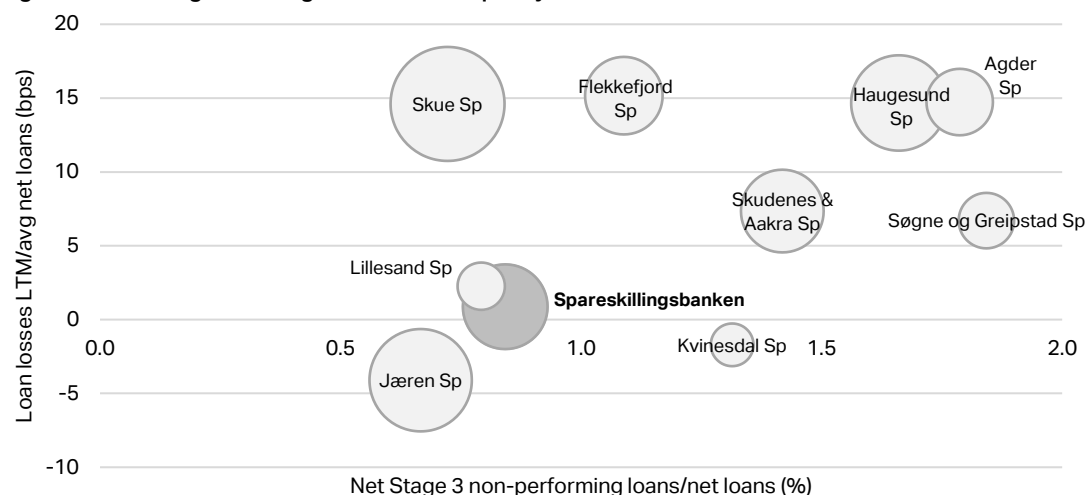 20
15
10
5
0
-5
-10
Loan losses LTM/avg net loans (bps)
Skue Sp
Flekkefjord
Sp
Haugesund
Sp
Agder
Sp
Skudenes &
Aakra Sp
Søgne og Greipstad Sp
Lillesand Sp
Spareskillingsbanken
Kvinesdal Sp
Jæren Sp
0.0
0.5
1.0
1.5
2.0
Net Stage 3 non-performing loans/net loans (%)